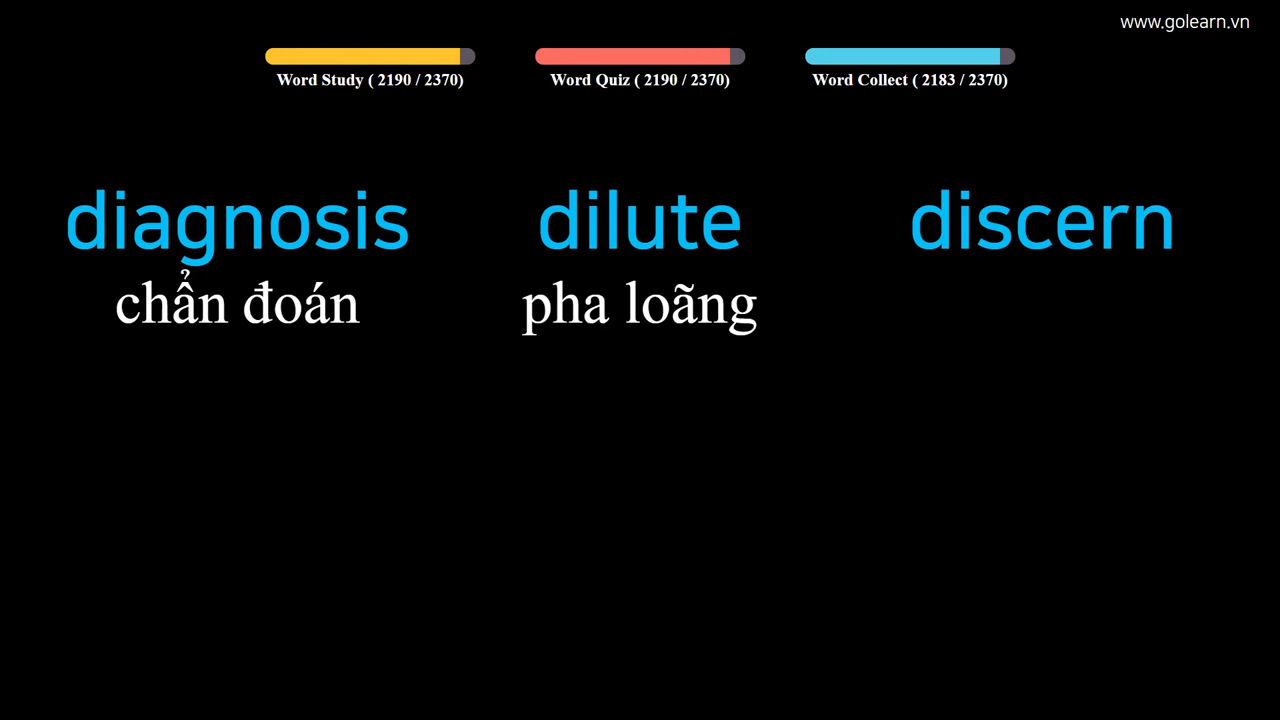 www.golearn.vn
Word Study ( 2190 / 2370)
Word Quiz ( 2190 / 2370)
Word Collect ( 2183 / 2370)
diagnosis
chẩn đoán
dilute
pha loãng
discern